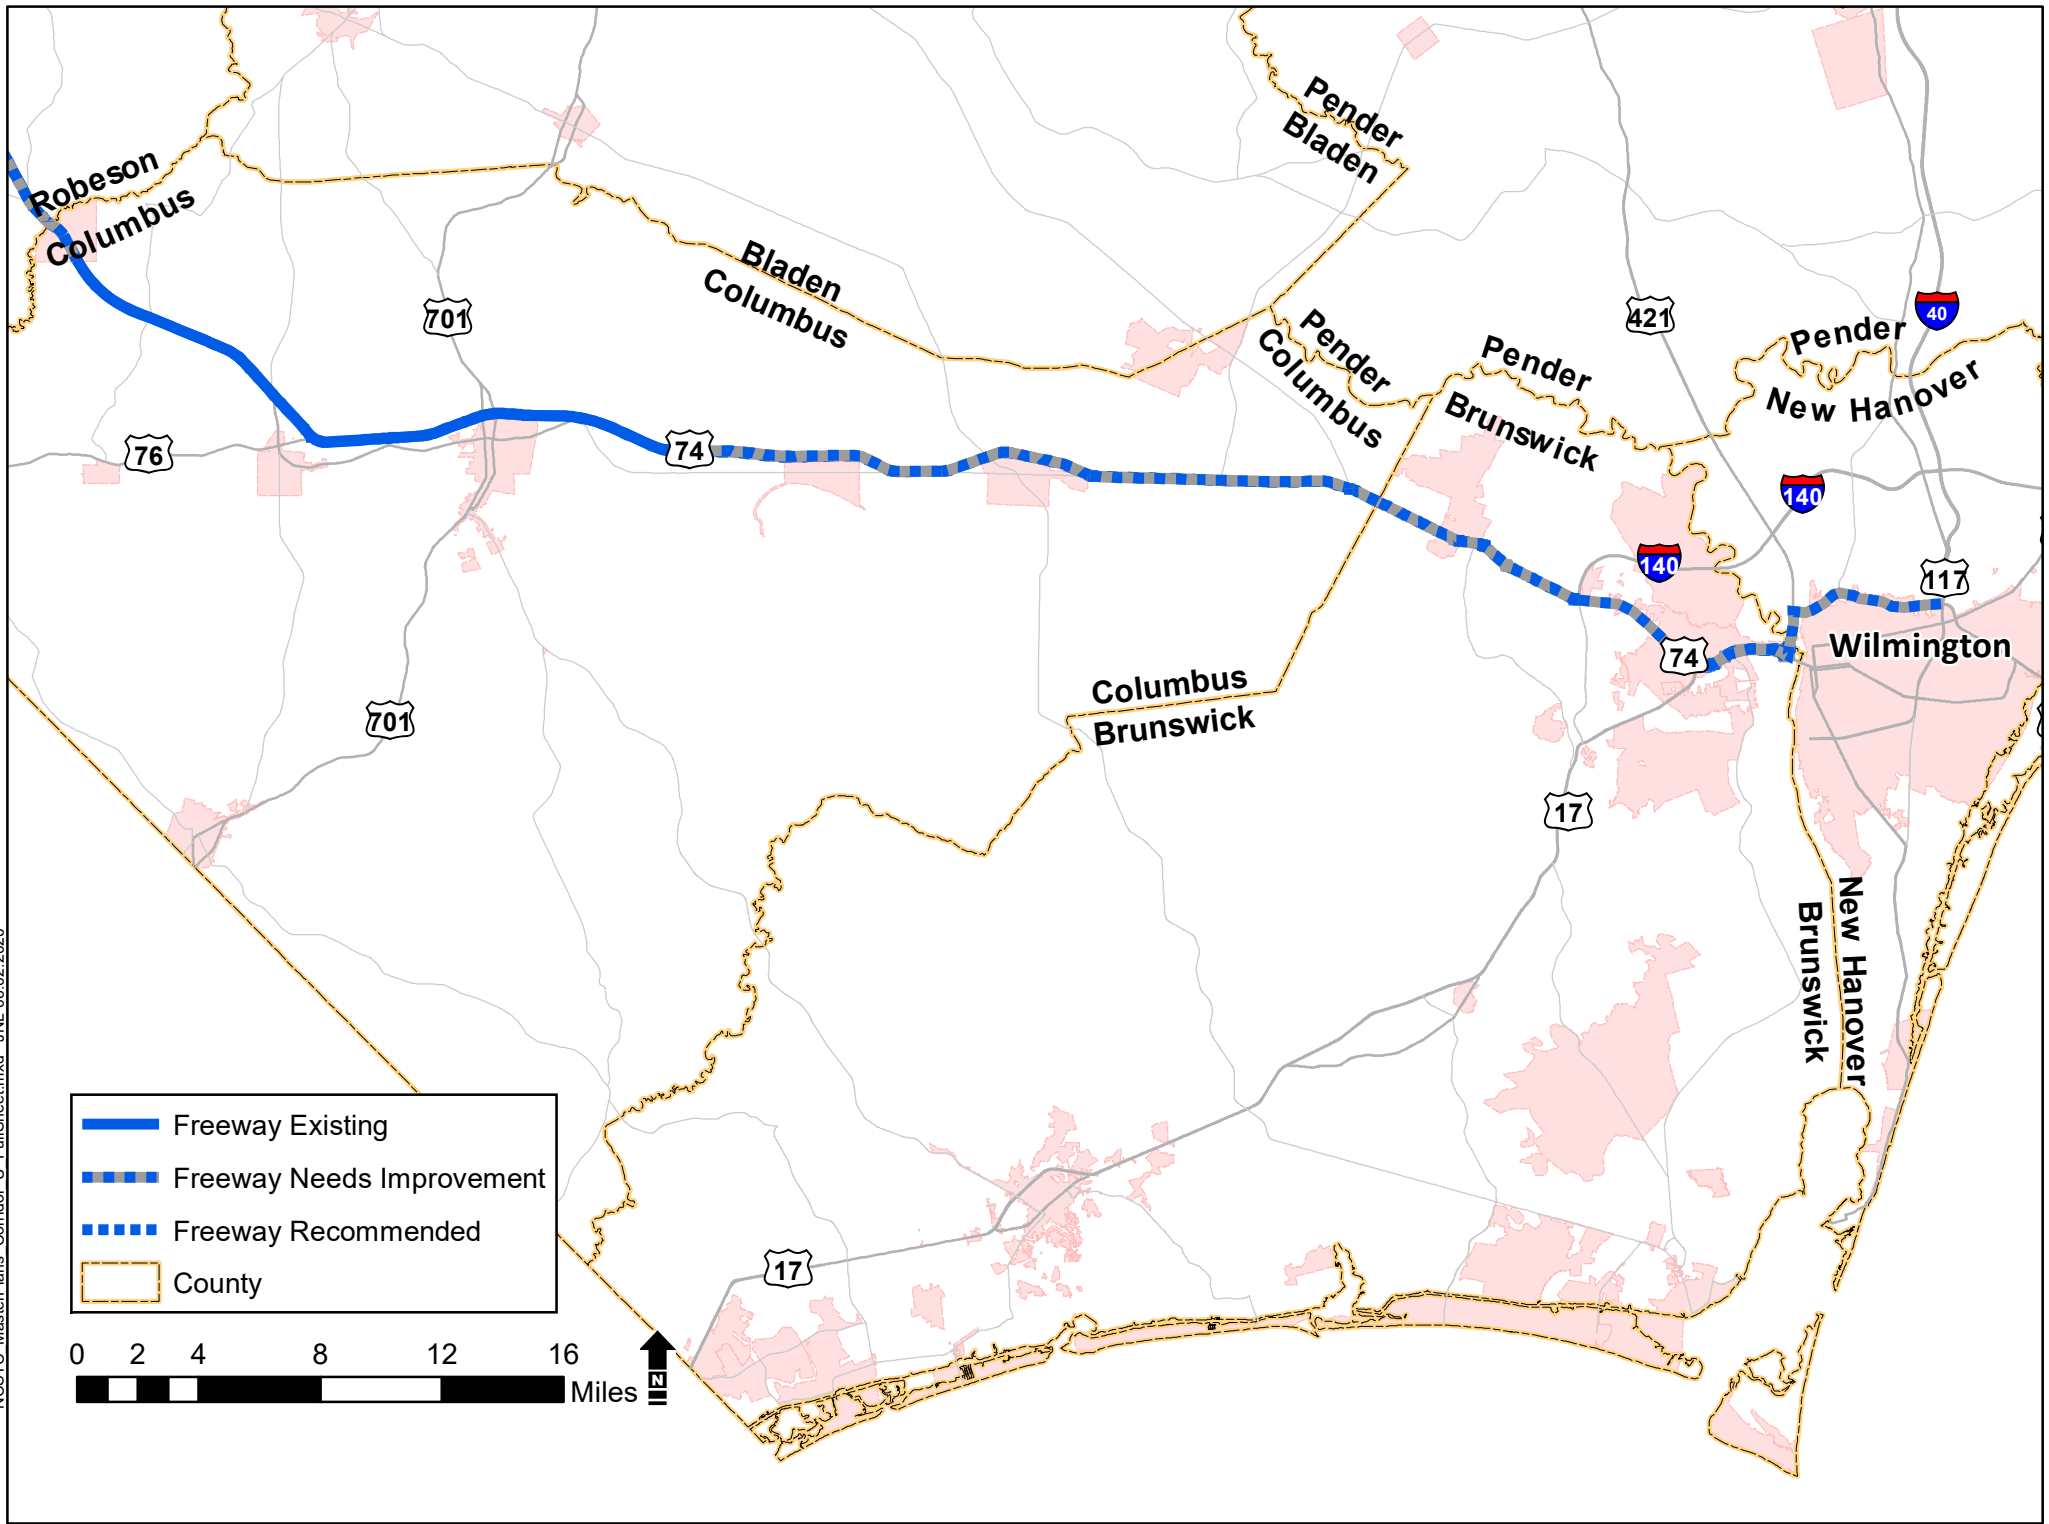 Pender
Bladen
Robeson
Columbus
Bladen
Columbus
701
421
40
Pender
Columbus
Pender
Brunswick
Pender
New Hanover
76
74
140
140
117
74
Wilmington
Columbus
Brunswick
701
17
New Hanover
Brunswick
Freeway Existing
Freeway Needs Improvement
Freeway Recommended
County
17
0 2 4 8 12 16
Miles
N